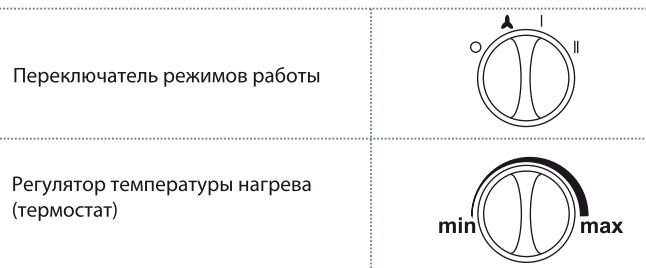 Переключатель режимов работы
O I II
Регулятор температуры нагрева
(термостат)
min max